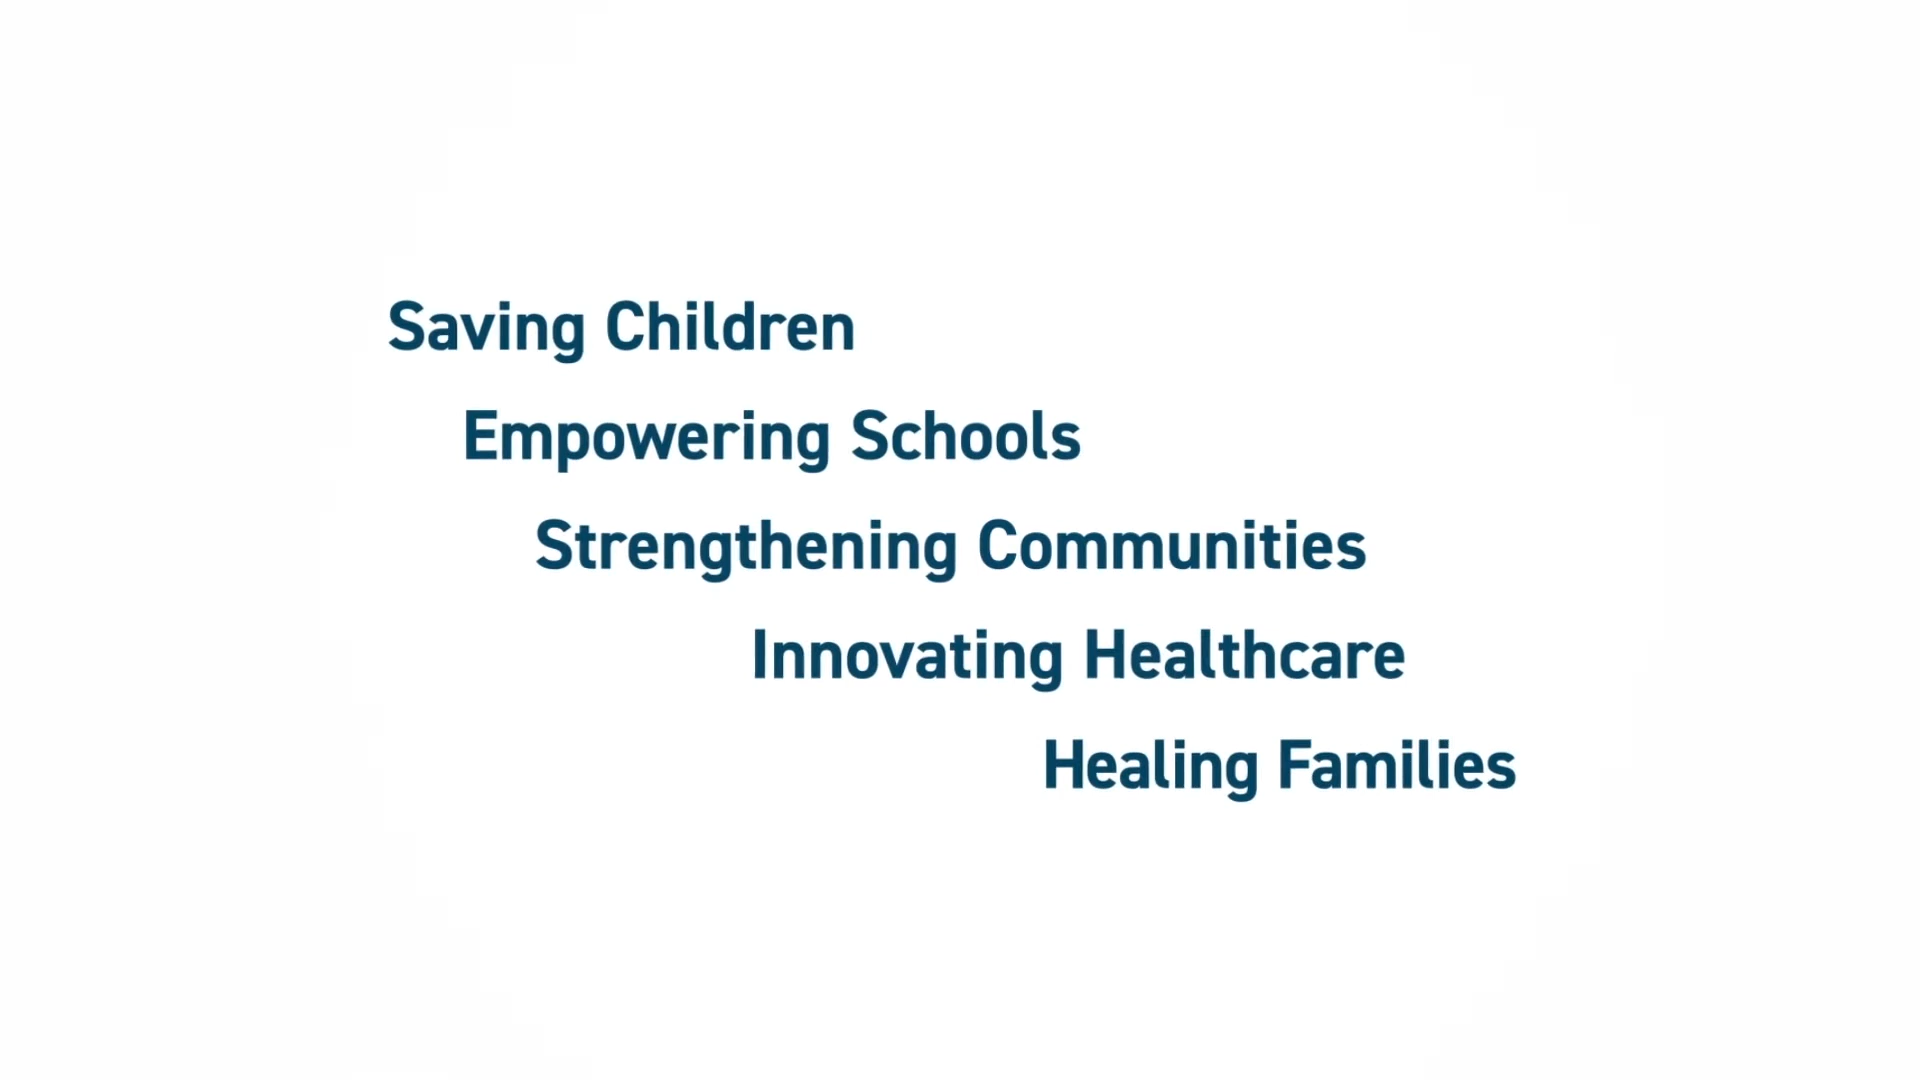 Saving Children
Empowering Schools
Strengthening Communities
Innovating Healthcare
Healing Families